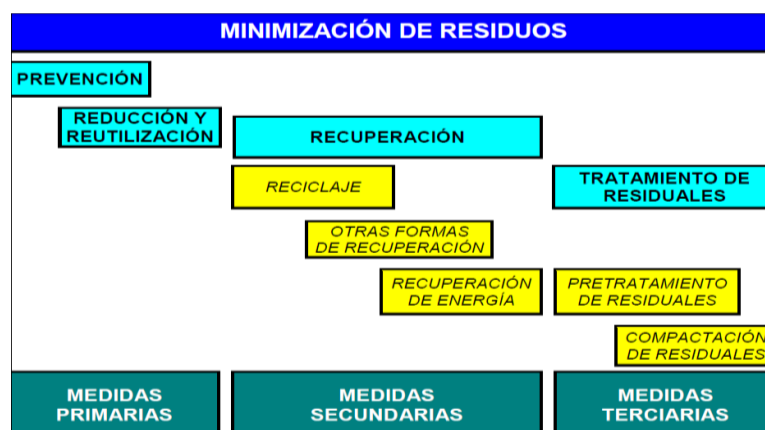 MINIMIZACIÓN DE RESIDUOS
PREVENCIÓN
REDUCCIÓN Y
REUTILIZACIÓN
RECUPERACIÓN
RECICLAJE
TRATAMIENTO DE
RESIDUALES
OTRAS FORMAS
DE RECUPERACIÓN
RECUPERACIÓN
DE ENERGÍA
PRETRATAMIENTO
DE RESIDUALES
COMPACTACIÓN
DE RESIDUALES
MEDIDAS
PRIMARIAS
MEDIDAS
SECUNDARIAS
MEDIDAS
TERCIARIAS